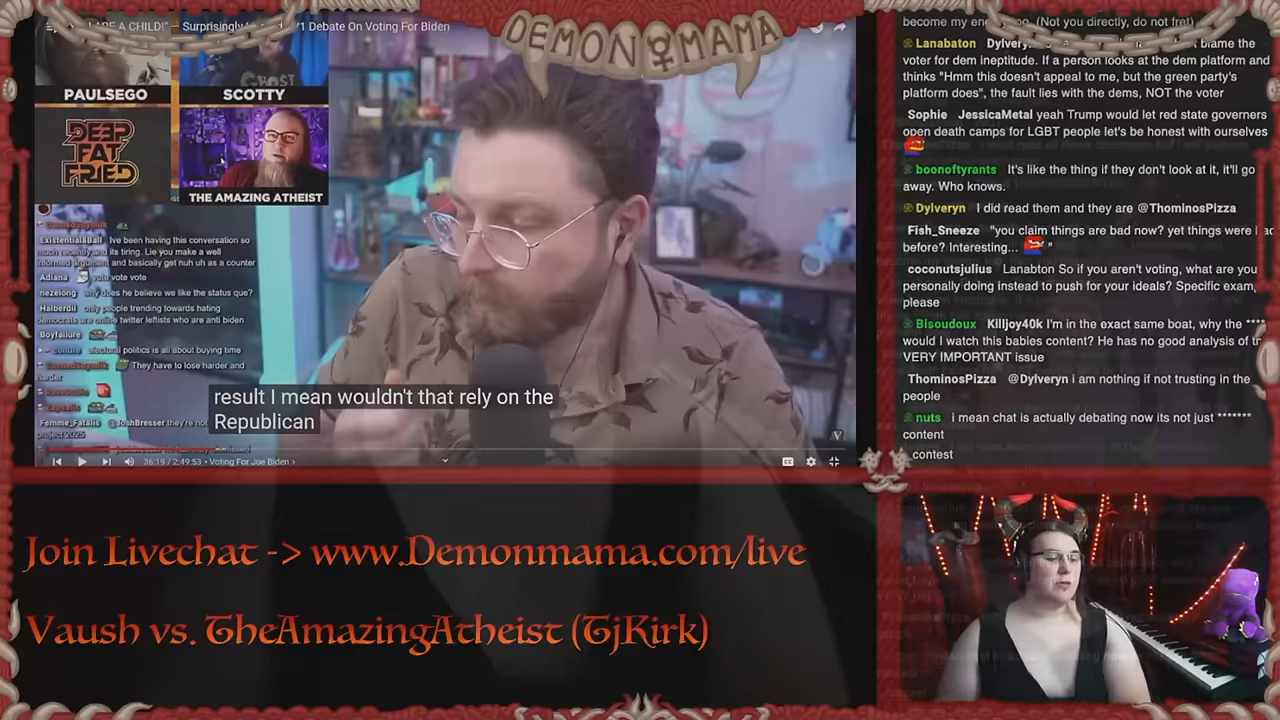 A CHILD!" — Surprisingly 1 Debate On Voting For Biden
DEMON MAMA
PAULSEGO
SCOTTY
GHOST
DEEP
FAT
FRIED
THE AMAZING ATHEIST
ExistentialBall Ive been having this conversation so
much recently and its tiring. Lie you make a well
informed argument and basically get nuh uh as a counter
Adiana vote vote vote
nezelong why does he believe we like the status que?
Halberdii only people trending towards hating
democrats are online twitter leftists who are anti biden
Boyfailure
electoral politics is all about buying time
They have to lose harder and
harder
Femme_Fatalis @JoshBresser they're not
project 2025
result I mean wouldn't that rely on the
Republican
36:19 / 2:49:53 • Voting For Joe Biden ›
become my (Not you directly, do not fret)
Lanabaton Dylveryn blame the
voter for dem ineptitude. If a person looks at the dem platform and
thinks "Hmm this doesn't appeal to me, but the green party's
platform does", the fault lies with the dems, NOT the voter
Sophie JessicaMetal yeah Trump would let red state governers
open death camps for LGBT people let's be honest with ourselves
boonoftyrants It's like the thing if they don't look at it, it'll go
away. Who knows.
Dylveryn I did read them and they are @ThominosPizza
Fish_Sneeze "you claim things are bad now? yet things were
before? Interesting... "
coconutsjulius Lanabton So if you aren't voting, what are you
personally doing instead to push for your ideals? Specific exam,
please
Bisoudoux Killjoy40k I'm in the exact same boat, why the ****
would I watch this babies content? He has no good analysis of
VERY IMPORTANT issue
ThominosPizza @Dylveryn i am nothing if not trusting in the
people
nuts i mean chat is actually debating now its not just *******
content
contest
Join Livechat -> www.Demonmama.com/live
Vaush vs. TheAmazingAtheist (TjKirk)